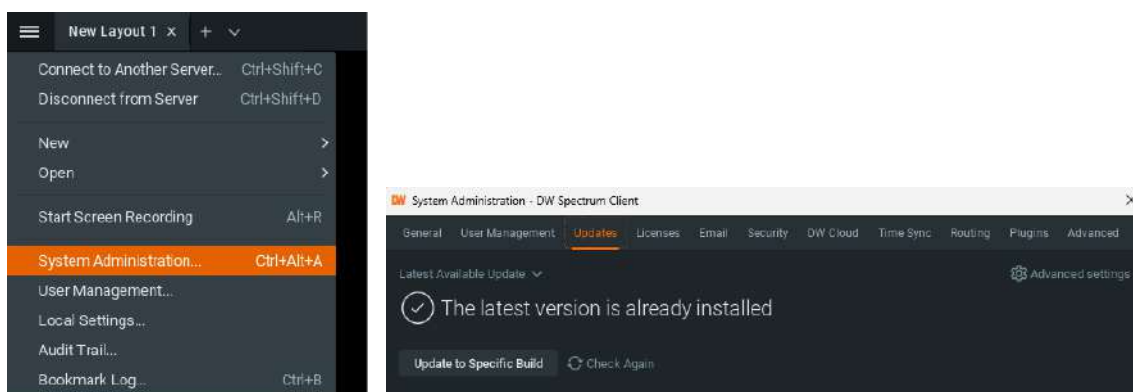 New Layout 1 ×
Connect to Another Server... Ctrl+Shift+C
Disconnect from Server Ctrl+Shift+D
New
Open
Start Screen Recording Alt+R
System Administration... Ctrl+Alt+A
User Management...
Local Settings...
Audit Trail...
Bookmark Log... Ctrl+B
DW System Administration - DW Spectrum Client
General User Management Updates Licenses Email Security DW Cloud Time Sync Routing Plugins Advanced
Latest Available Update Advanced settings
The latest version is already installed
Update to Specific Build Check Again